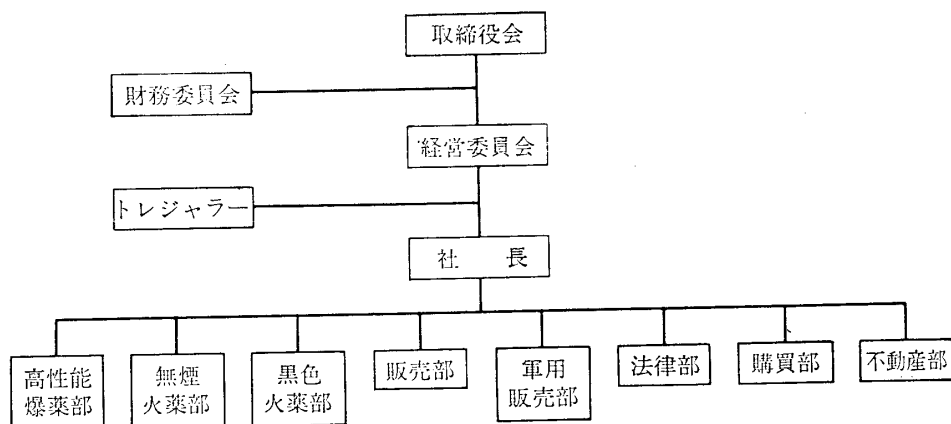 取締役会
財務委員会
経営委員会
トレジャラー
社 長
高性能
爆薬部
無煙
火薬部
黒色
火薬部
販売部
軍用
販売部
法律部
購買部
不動産部